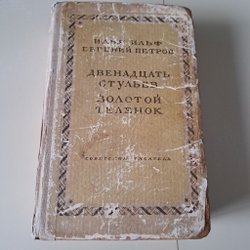 ИЛЬЯ ИЛЬФ
ЕВГЕНИЙ ПЕТРОВ
ДВЕНАДЦАТЬ
СТУЛЬЕВ
ЗОЛОТОЙ
ТЕЛЕНОК
СОВЕТСКИЙ ПИСАТЕЛЬ